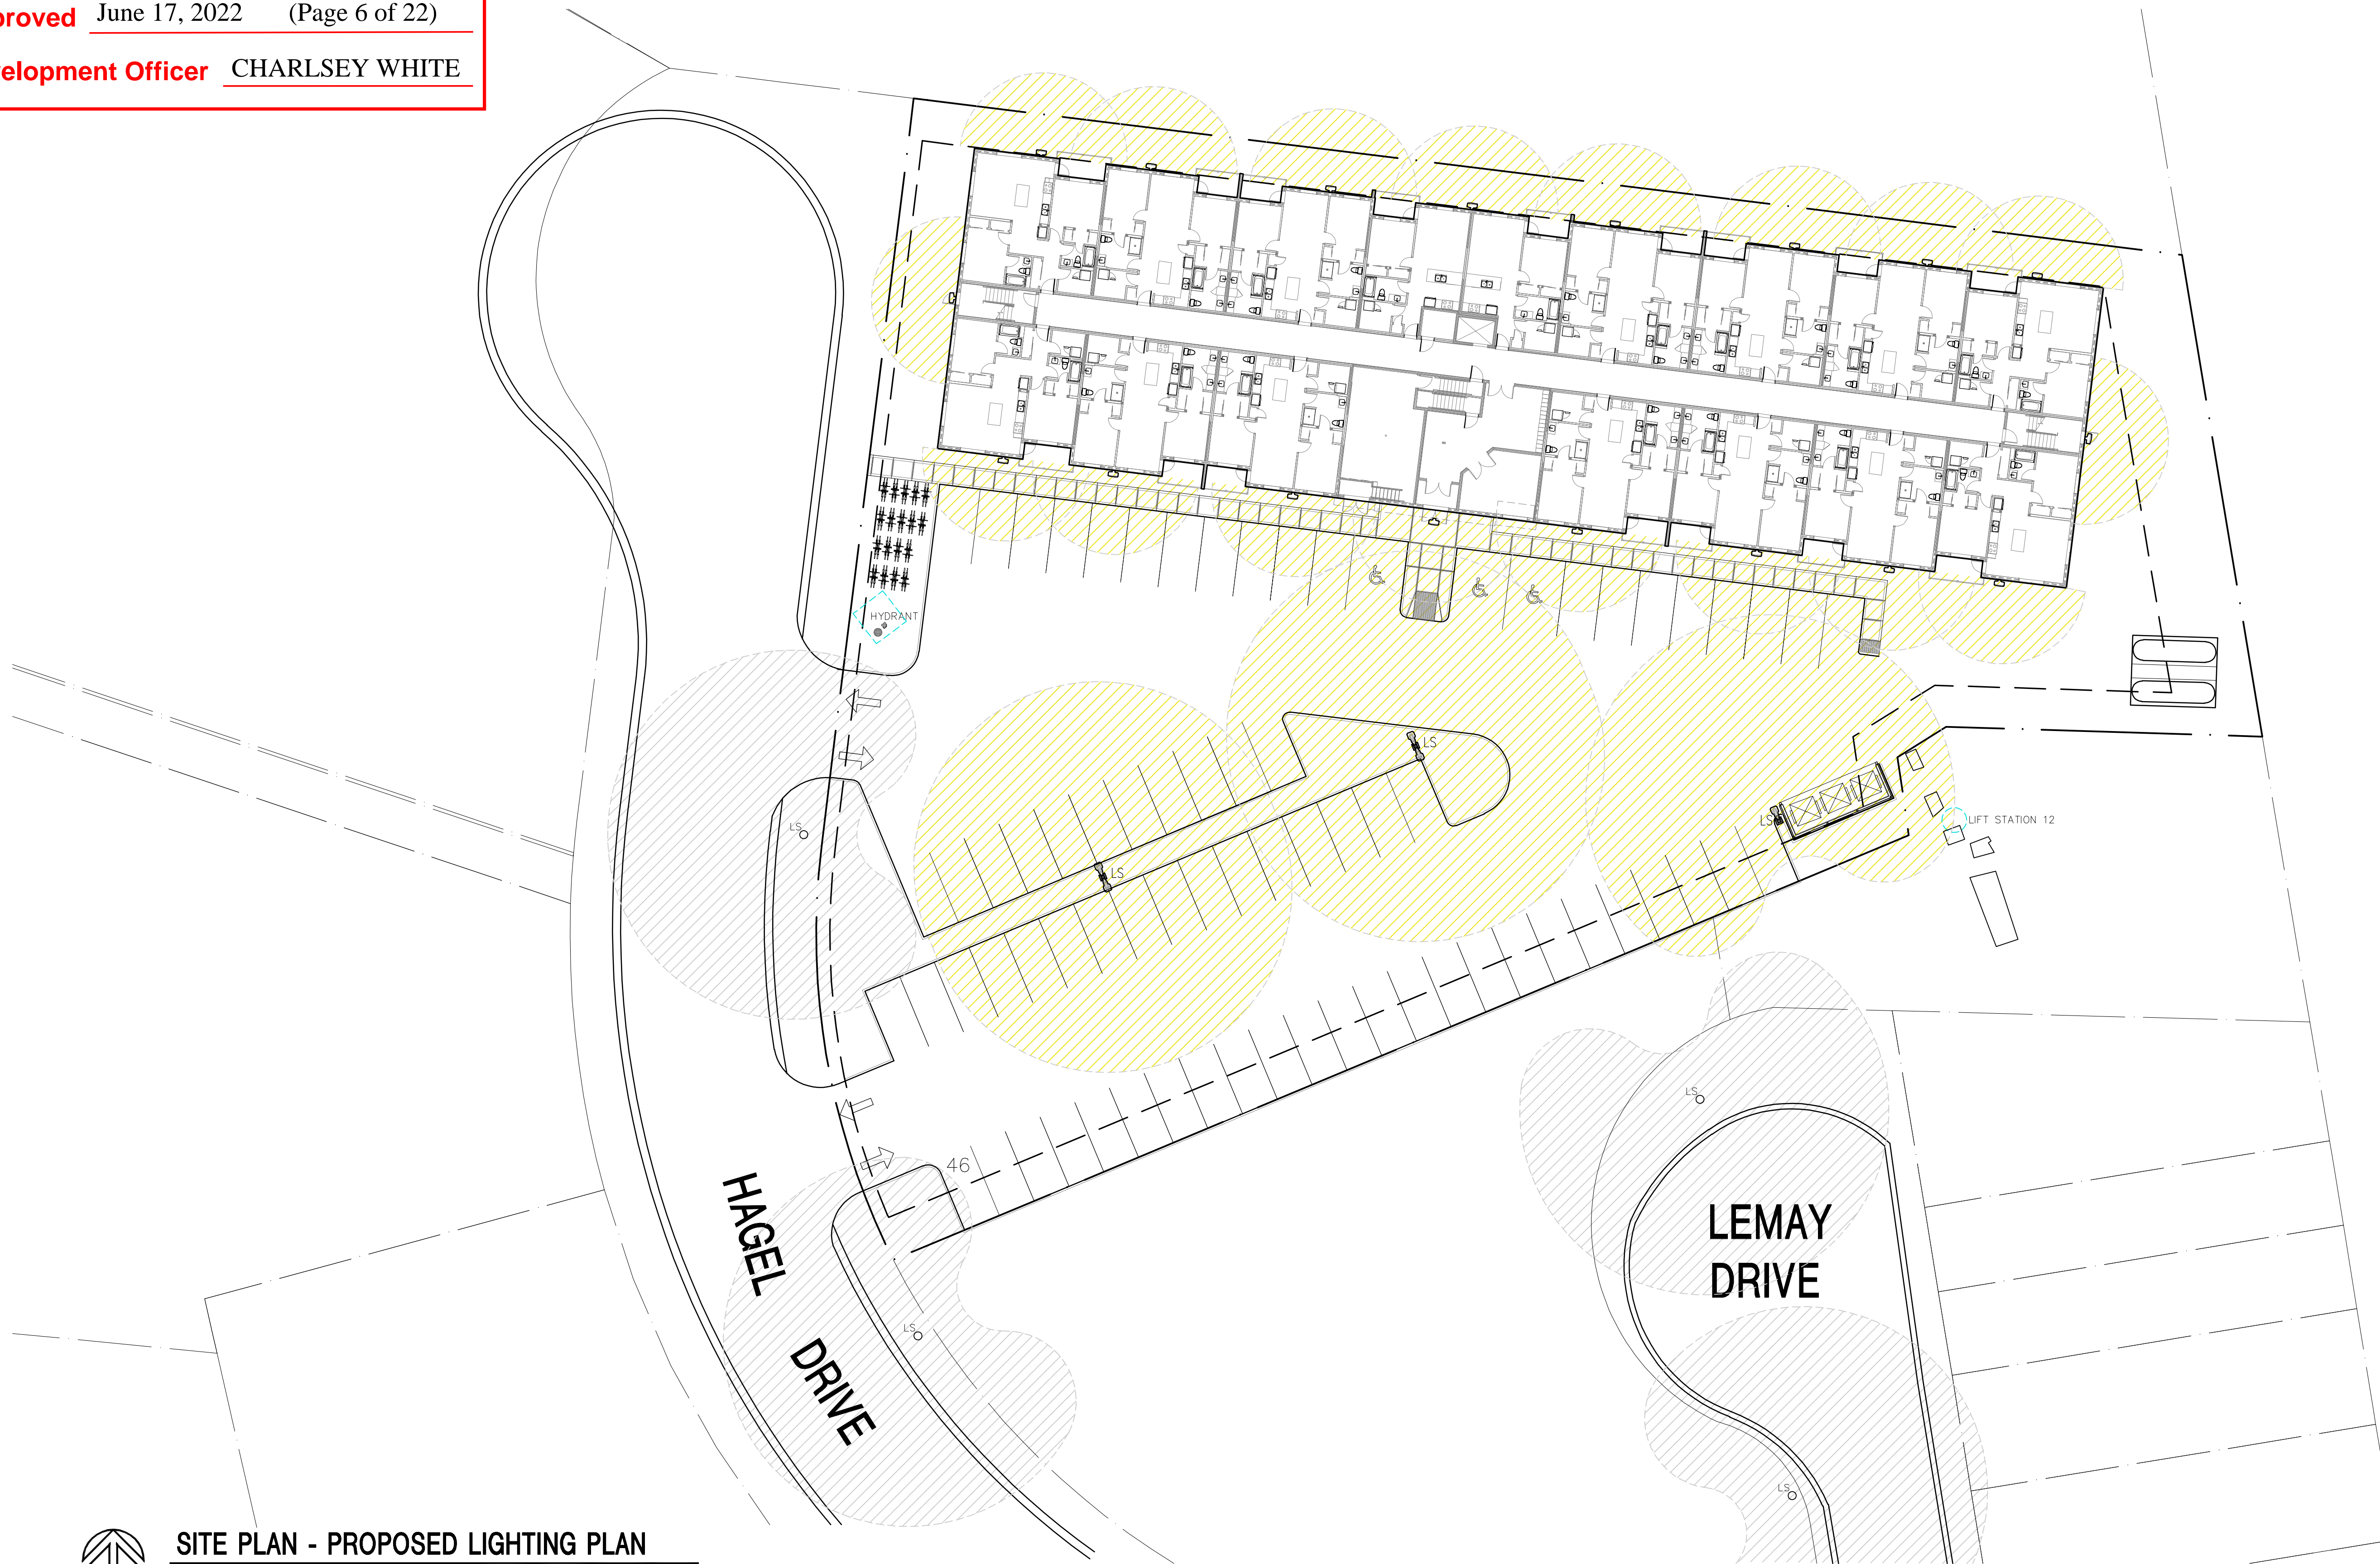 proved June 17, 2022 (Page 6 of 22)
velopment Officer CHARLSEY WHITE
HYDRANT
LS
LS
LS
LS
LIFT STATION 12
46
LS
HAGEL
DRIVE
LEMAY
DRIVE
LS
LS
SITE PLAN - PROPOSED LIGHTING PLAN